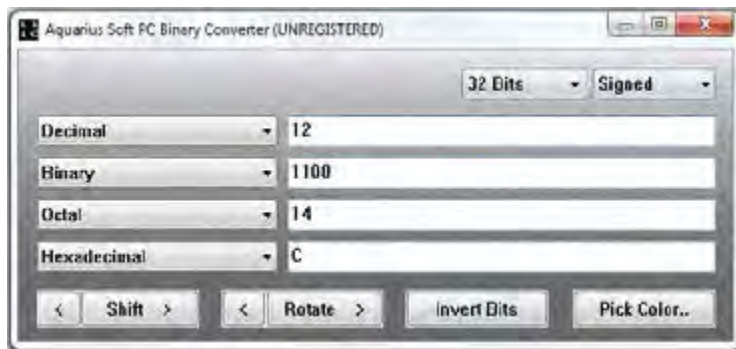 Aquarius Soft PC Binary Converter (UNREGISTERED)
32 Bits Signed
Decimal 12
Binary 1100
Octal 14
Hexadecimal C
< Shift > < Rotate > Invert Bits Pick Color..